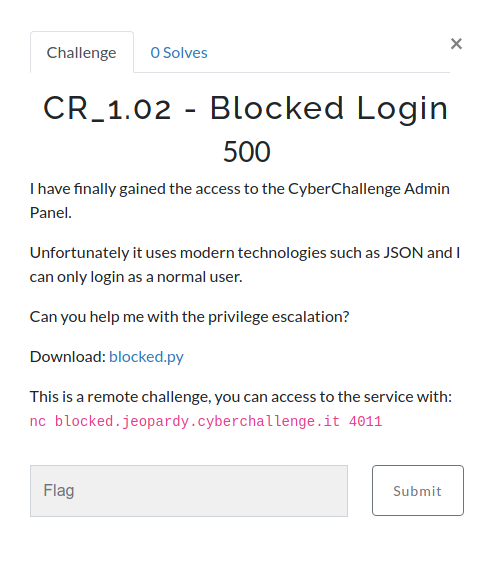 Challenge
0 Solves
×
CR_1.02 - Blocked Login
500
I have finally gained the access to the CyberChallenge Admin
Panel.
Unfortunately it uses modern technologies such as JSON and I
can only login as a normal user.
Can you help me with the privilege escalation?
Download: blocked.py
This is a remote challenge, you can access to the service with:
nc blocked.jeopardy.cyberchallenge.it 4011
Flag
Submit